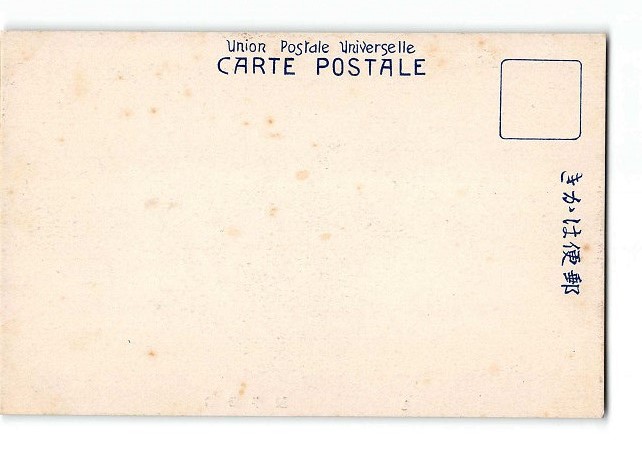 Union Postale Universelle
CARTE POSTALE
郵便はかき